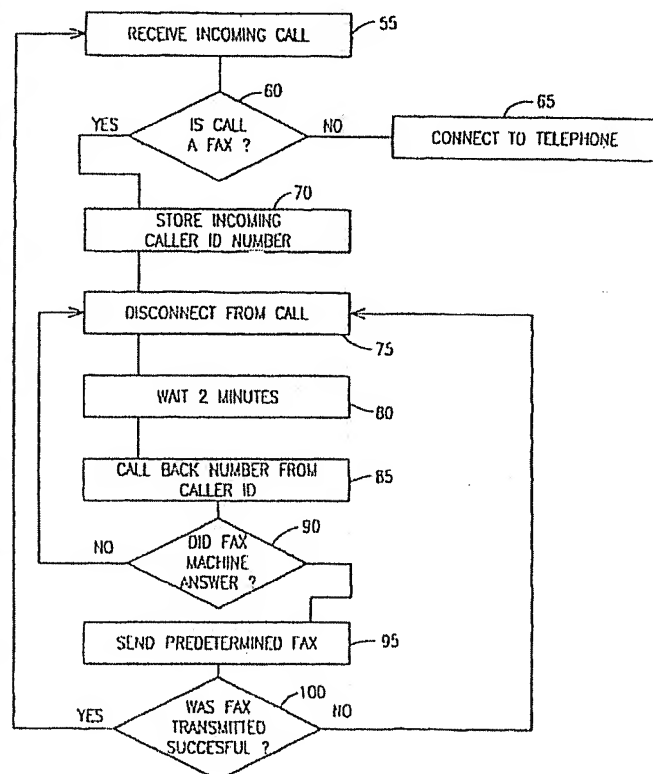 RECEIVE INCOMING CALL
55
60
IS CALL
A FAX ?
YES
NO
65
CONNECT TO TELEPHONE
70
STORE INCOMING
CALLER ID NUMBER
DISCONNECT FROM CALL
75
WAIT 2 MINUTES
80
CALL BACK NUMBER FROM
CALLER ID
85
90
DID FAX
MACHINE
ANSWER ?
NO
SEND PREDETERMINED FAX
95
100
WAS FAX
TRANSMITTED
SUCCESFUL ?
YES
NO